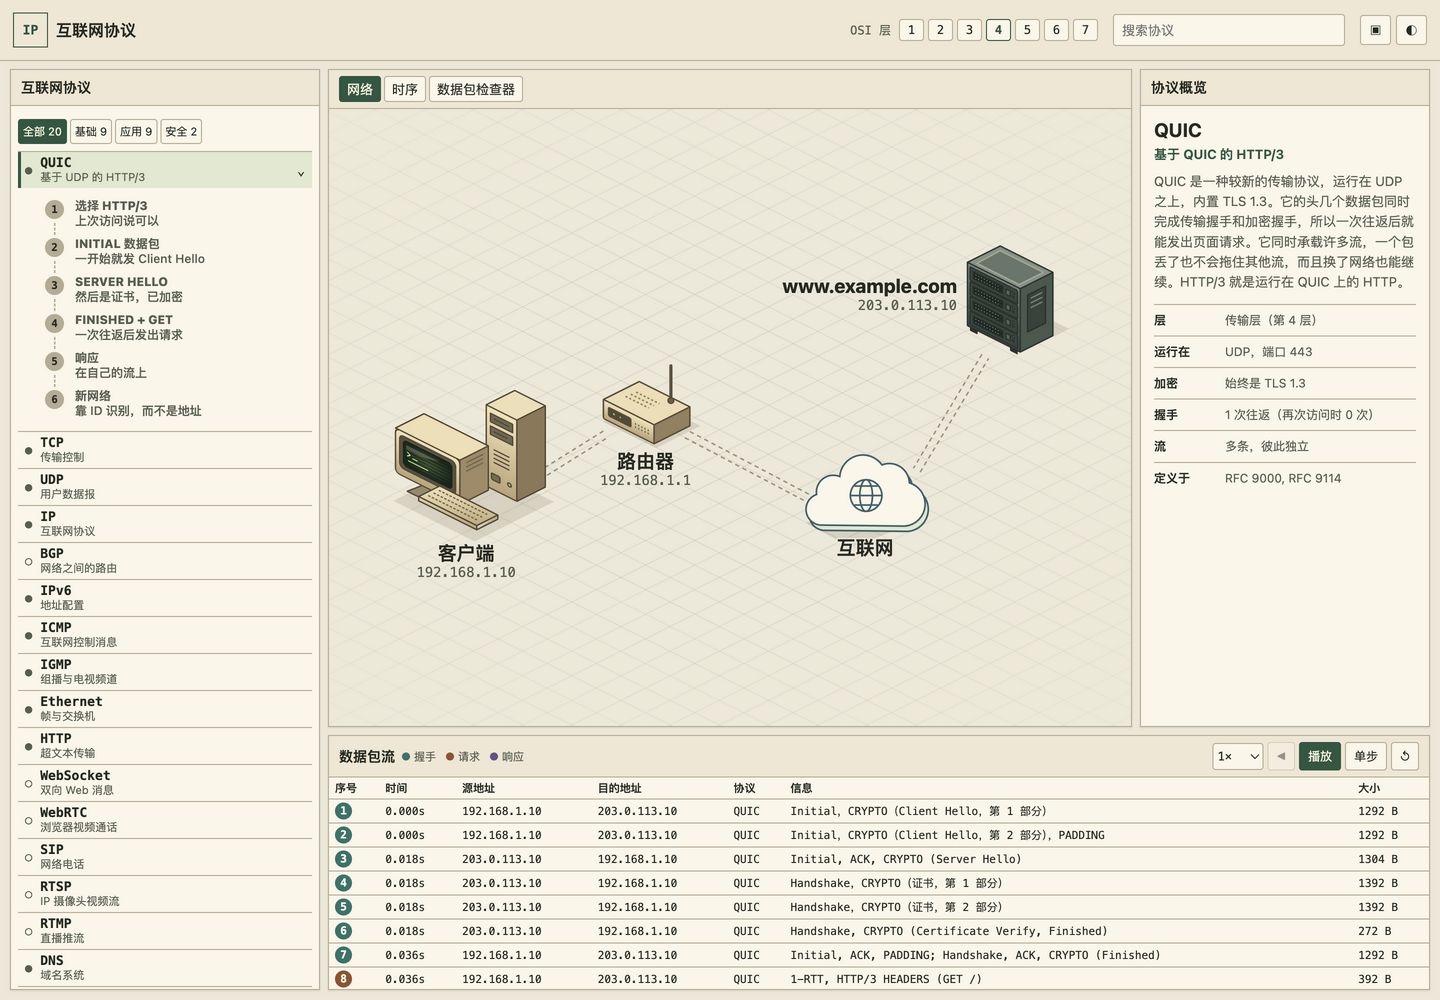 IP 互联网协议
OSI 层 1 2 3 4 5 6 7 搜索协议
互联网协议
全部 20 基础 9 应用 9 安全 2
QUIC
基于 UDP 的 HTTP/3
1 选择 HTTP/3
上次访问说可以
2 INITIAL 数据包
一开始就发 Client Hello
3 SERVER HELLO
然后是证书，已加密
4 FINISHED + GET
一次往返后发出请求
5 响应
在自己的流上
6 新网络
靠 ID 识别，而不是地址
TCP
传输控制
UDP
用户数据报
IP
互联网协议
BGP
网络之间的路由
IPv6
地址配置
ICMP
互联网控制消息
IGMP
组播与电视频道
Ethernet
帧与交换机
HTTP
超文本传输
WebSocket
双向 Web 消息
WebRTC
浏览器视频通话
SIP
网络电话
RTSP
IP 摄像头视频流
RTMP
直播推流
DNS
域名系统
网络 时序 数据包检查器
www.example.com
203.0.113.10
路由器
192.168.1.1
客户端
192.168.1.10
互联网
协议概览
QUIC
基于 QUIC 的 HTTP/3
QUIC 是一种较新的传输协议，运行在 UDP
之上，内置 TLS 1.3。它的头几个数据包同时
完成传输握手和加密握手，所以一次往返后就
能发出页面请求。它同时承载许多流，一个包
丢了也不会拖住其他流，而且换了网络也能继
续。HTTP/3 就是运行在 QUIC 上的 HTTP。
层 传输层（第 4 层）
运行在 UDP，端口 443
加密 始终是 TLS 1.3
握手 1 次往返（再次访问时 0 次）
流 多条，彼此独立
定义于 RFC 9000, RFC 9114
数据包流 握手 请求 响应 1× 播放 单步
序号 时间 源地址 目的地址 协议 信息 大小
1 0.000s 192.168.1.10 203.0.113.10 QUIC Initial, CRYPTO (Client Hello, 第 1 部分) 1292 B
2 0.000s 192.168.1.10 203.0.113.10 QUIC Initial, CRYPTO (Client Hello, 第 2 部分), PADDING 1292 B
3 0.018s 203.0.113.10 192.168.1.10 QUIC Initial, ACK, CRYPTO (Server Hello) 1304 B
4 0.018s 203.0.113.10 192.168.1.10 QUIC Handshake, CRYPTO (证书, 第 1 部分) 1392 B
5 0.018s 203.0.113.10 192.168.1.10 QUIC Handshake, CRYPTO (证书, 第 2 部分) 1392 B
6 0.018s 203.0.113.10 192.168.1.10 QUIC Handshake, CRYPTO (Certificate Verify, Finished) 272 B
7 0.036s 192.168.1.10 203.0.113.10 QUIC Initial, ACK, PADDING; Handshake, ACK, CRYPTO (Finished) 1292 B
8 0.036s 192.168.1.10 203.0.113.10 QUIC 1-RTT, HTTP/3 HEADERS (GET /) 392 B